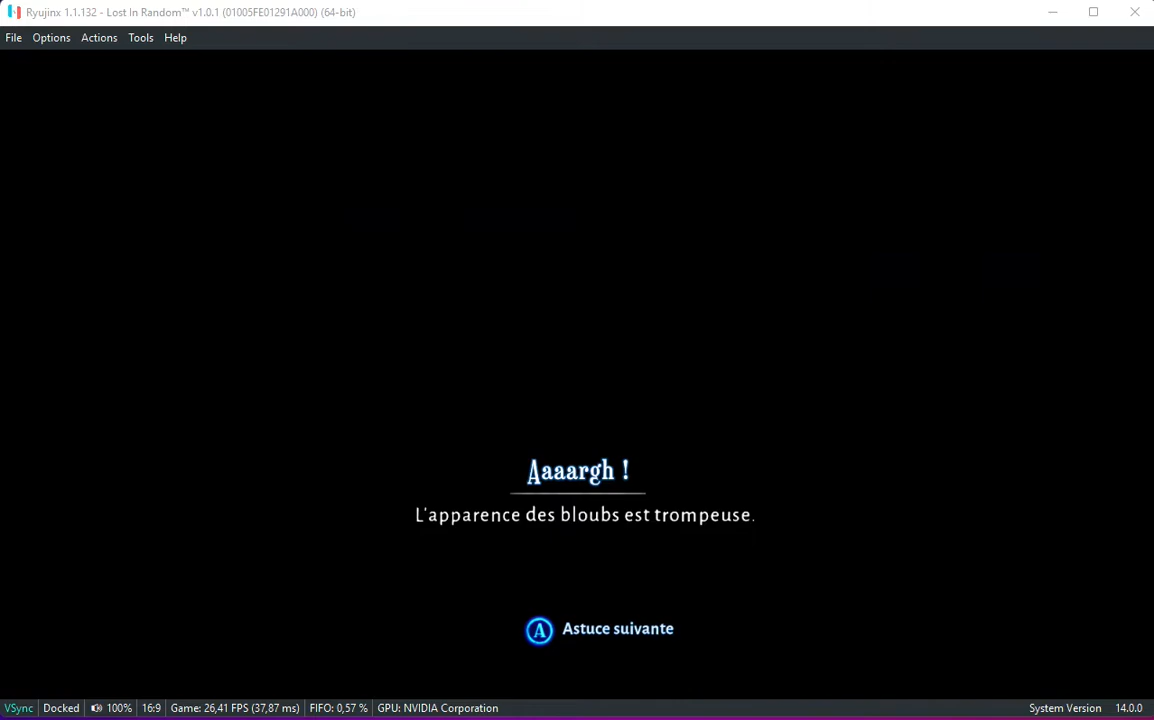 Ryujinx 1.1.132 - Lost In Random™ v1.0.1 (01005FE01291A000) (64-bit)
File Options Actions Tools Help
Aaaargh !
L'apparence des bloubs est trompeuse.
A Astuce suivante
VSync Docked 100% 16:9 Game: 26,41 FPS (37,87 ms) FIFO: 0,57 % GPU: NVIDIA Corporation System Version 14.0.0